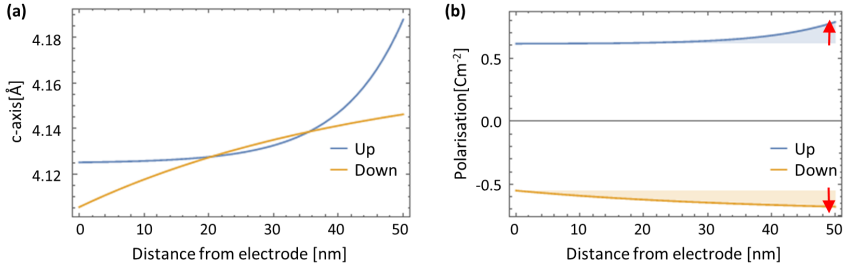 (a)
c-axis[Å]
4.18
4.16
4.14
4.12
Up
Down
0 10 20 30 40 50
Distance from electrode [nm]
(b)
Polarisation[Cm-2]
0.5
0.0
-0.5
Up
Down
0 10 20 30 40 50
Distance from electrode [nm]